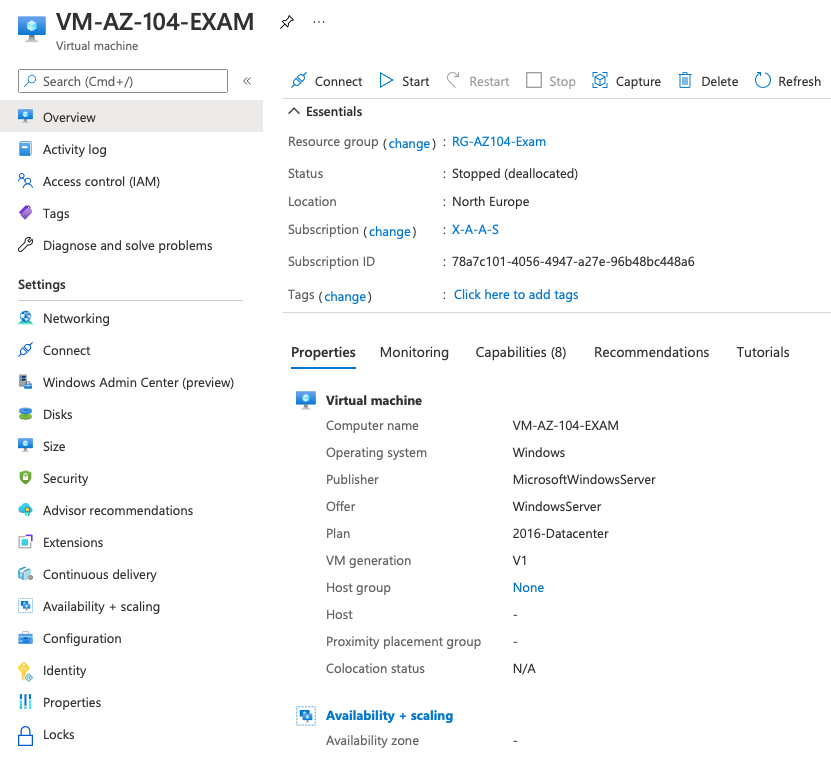 VM-AZ-104-EXAM
Virtual machine
Search (Cmd+/)
Overview
Activity log
Access control (IAM)
Tags
Diagnose and solve problems
Settings
Networking
Connect
Windows Admin Center (preview)
Disks
Size
Security
Advisor recommendations
Extensions
Continuous delivery
Availability + scaling
Configuration
Identity
Properties
Locks
Connect Start Restart Stop Capture Delete Refresh
Essentials
Resource group (change) : RG-AZ104-Exam
Status : Stopped (deallocated)
Location : North Europe
Subscription (change) : X-A-A-S
Subscription ID : 78a7c101-4056-4947-a27e-96b48bc448a6
Tags (change) : Click here to add tags
Properties Monitoring Capabilities (8) Recommendations Tutorials
Virtual machine
Computer name VM-AZ-104-EXAM
Operating system Windows
Publisher MicrosoftWindowsServer
Offer WindowsServer
Plan 2016-Datacenter
VM generation V1
Host group None
Host -
Proximity placement group -
Colocation status N/A
Availability + scaling
Availability zone -